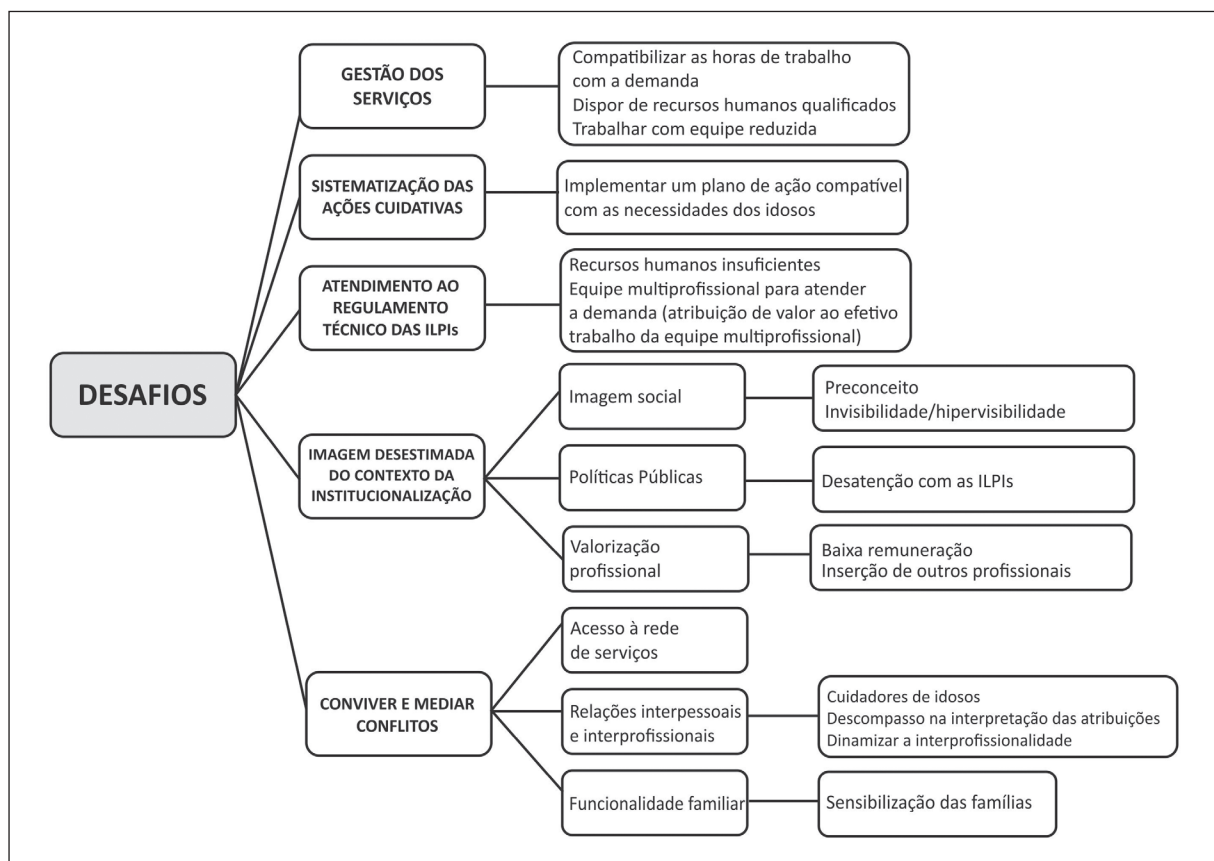 DESAFIOS
GESTÃO DOS
SERVIÇOS
Compatibilizar as horas de trabalho
com a demanda
Dispor de recursos humanos qualificados
Trabalhar com equipe reduzida
SISTEMATIZAÇÃO DAS
AÇÕES CUIDATIVAS
Implementar um plano de ação compatível
com as necessidades dos idosos
ATENDIMENTO AO
REGULAMENTO
TÉCNICO DAS ILPIs
Recursos humanos insuficientes
Equipe multiprofissional para atender
a demanda (atribuição de valor ao efetivo
trabalho da equipe multiprofissional)
IMAGEM DESESTIMADA
DO CONTEXTO DA
INSTITUCIONALIZAÇÃO
Imagem social
Preconceito
Invisibilidade/hipervisibilidade
Políticas Públicas
Desatenção com as ILPIs
Valorização
profissional
Baixa remuneração
Inserção de outros profissionais
CONVIVER E MEDIAR
CONFLITOS
Acesso à rede
de serviços
Relações interpessoais
e interprofissionais
Cuidadores de idosos
Descompasso na interpretação das atribuições
Dinamizar a interprofissionalidade
Funcionalidade familiar
Sensibilização das famílias